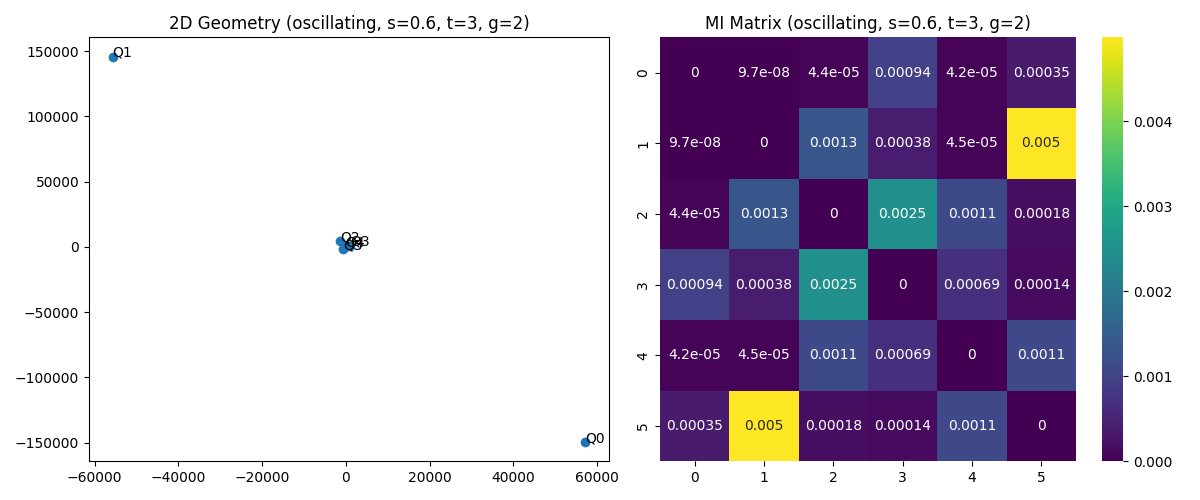 2D Geometry (oscillating, s=0.6, t=3, g=2)
150000
100000
50000
0
−50000
−100000
−150000
−60000 −40000 −20000 0 20000 40000 60000
Q1
Q0
MI Matrix (oscillating, s=0.6, t=3, g=2)
0 0 9.7e-08 4.4e-05 0.00094 4.2e-05 0.00035
1 9.7e-08 0 0.0013 0.00038 4.5e-05 0.005
2 4.4e-05 0.0013 0 0.0025 0.0011 0.00018
3 0.00094 0.00038 0.0025 0 0.00069 0.00014
4 4.2e-05 4.5e-05 0.0011 0.00069 0 0.0011
5 0.00035 0.005 0.00018 0.00014 0.0011 0
0 1 2 3 4 5
0.004
0.003
0.002
0.001
0.000